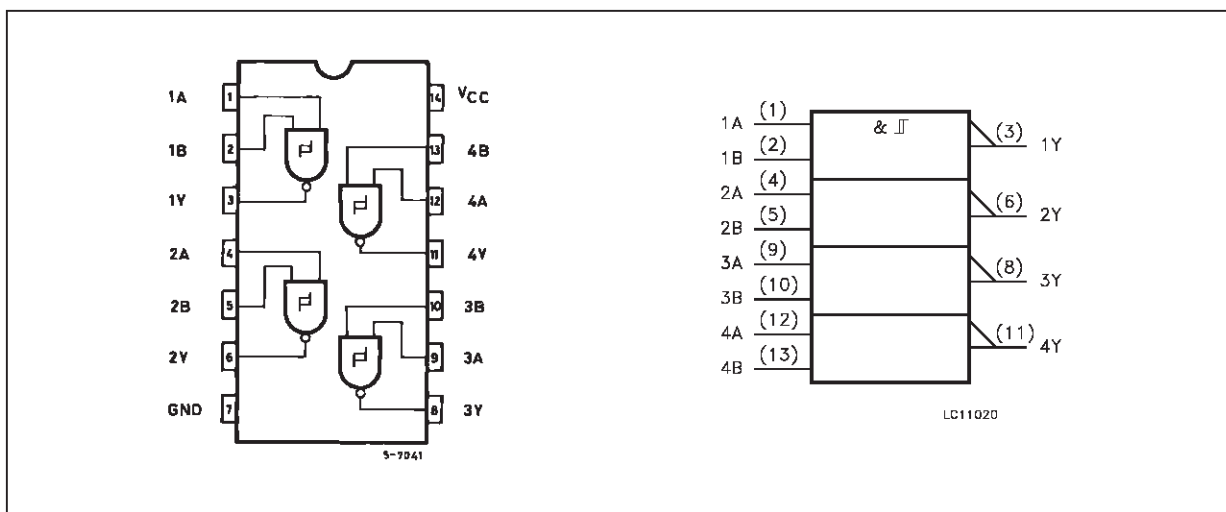 1A 1 14 VCC
1B 2 13 4B
1Y 3 12 4A
2A 4 11 4Y
2B 5 10 3B
2Y 6 9 3A
GND 7 8 3Y
S-7041
& ⎎
1A (1)
1B (2)
(3) 1Y
2A (4)
2B (5)
(6) 2Y
3A (9)
3B (10)
(8) 3Y
4A (12)
4B (13)
(11) 4Y
LC11020